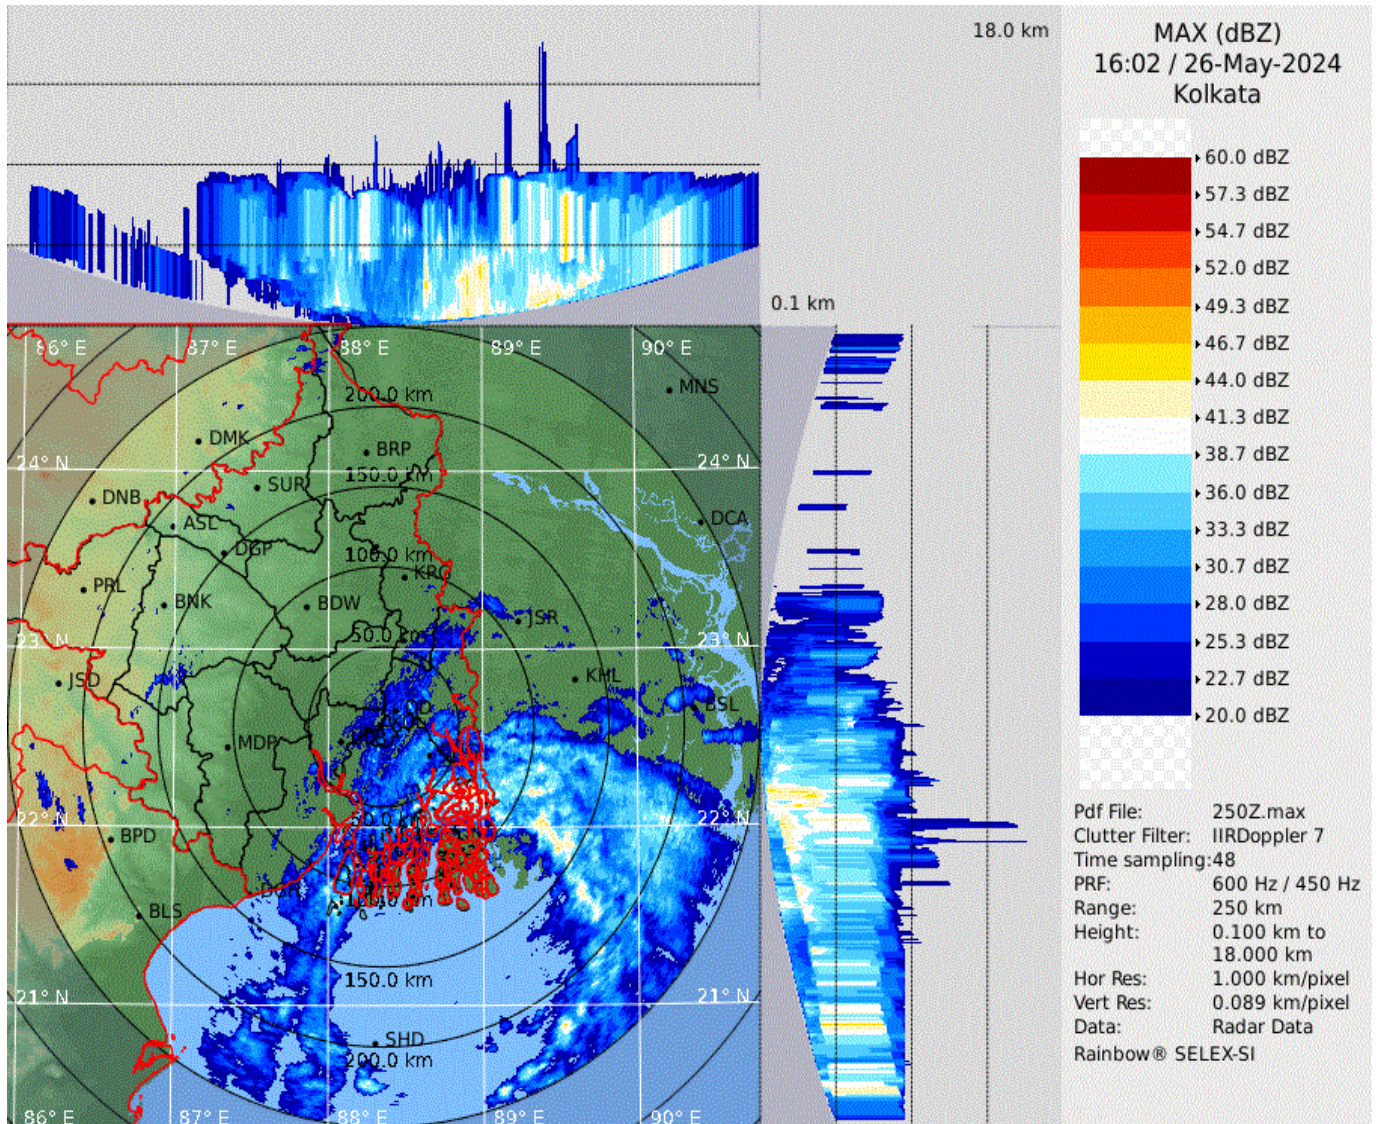 18.0 km
0.1 km
MAX (dBZ)
16:02 / 26-May-2024
Kolkata
60.0 dBZ
57.3 dBZ
54.7 dBZ
52.0 dBZ
49.3 dBZ
46.7 dBZ
44.0 dBZ
41.3 dBZ
38.7 dBZ
36.0 dBZ
33.3 dBZ
30.7 dBZ
28.0 dBZ
25.3 dBZ
22.7 dBZ
20.0 dBZ
Pdf File: 250Z.max
Clutter Filter: IIRDoppler 7
Time sampling:48
PRF: 600 Hz / 450 Hz
Range: 250 km
Height: 0.100 km to
18.000 km
Hor Res: 1.000 km/pixel
Vert Res: 0.089 km/pixel
Data: Radar Data
Rainbow® SELEX-SI
86° E 87° E 88° E 89° E 90° E
MNS
200.0 km
DMK
BRP
24° N 24° N
150.0 km
SUR
DNB
ASL
DCA
DGP
100.0 km
KRG
PRL
BNK
BDW
JSR
50.0 km
23° N 23° N
JSD
KHL
BSL
MDP
50.0 km
22° N 22° N
BPD
100.0 km
BLS
150.0 km
21° N 21° N
SHD
200.0 km
86° E 87° E 88° E 89° E 90° E